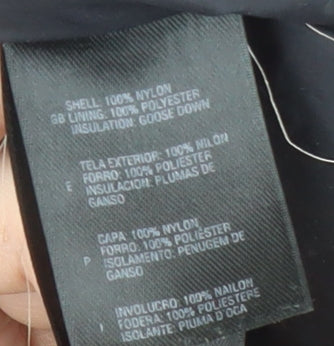 SHELL: 100% NYLON
GB LINING: 100% POLYESTER
INSULATION: GOOSE DOWN
TELA EXTERIOR: 100% NILON
FORRO: 100% POLIESTER
E INSULACION: PLUMAS DE
GANSO
CAPA 100% NYLON
FORRO: 100% POLIÉSTER
P ISOLAMENTO: PENUGEM DE
GANSO
INVOLUCRO: 100% NAILON
FODERA: 100% POLIESTERE
I ISOLANTE: PIUMA D'OCA